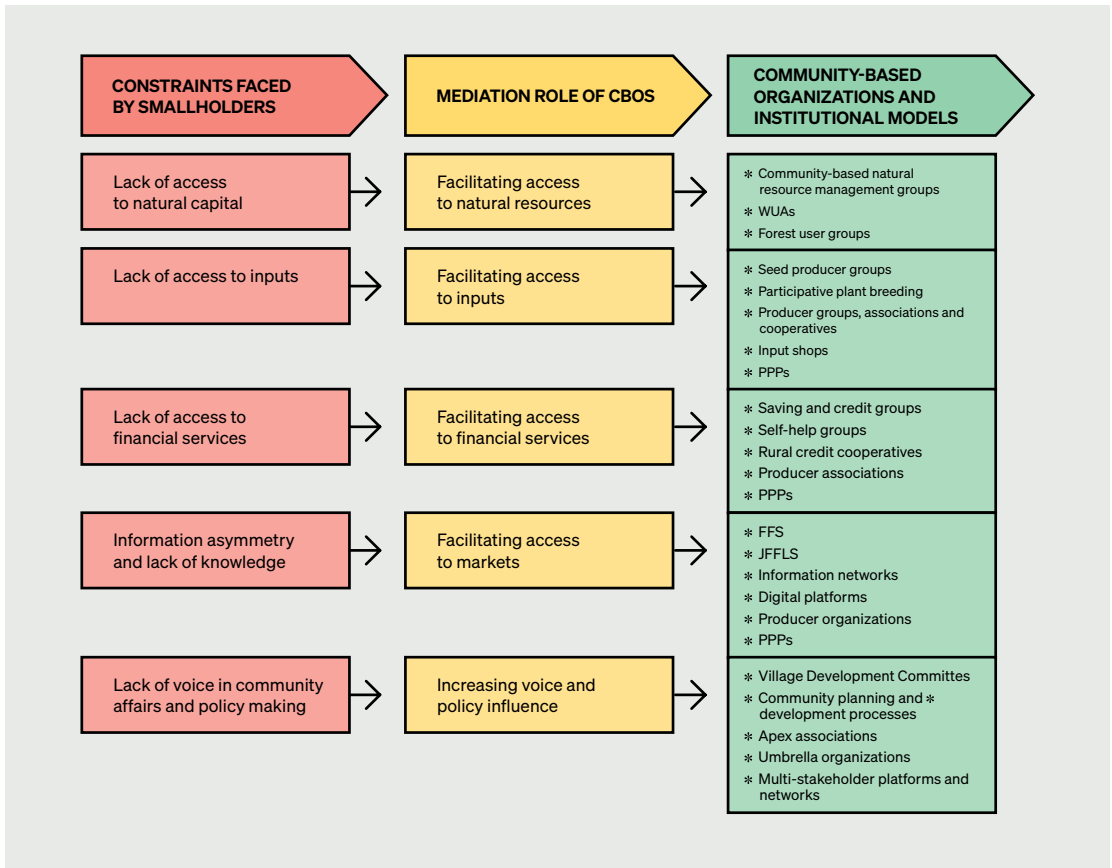 CONSTRAINTS FACED
BY SMALLHOLDERS
MEDIATION ROLE OF CBOS
COMMUNITY-BASED
ORGANIZATIONS AND
INSTITUTIONAL MODELS
Lack of access
to natural capital
Facilitating access
to natural resources
* Community-based natural
resource management groups
* WUAs
* Forest user groups
Lack of access to inputs
Facilitating access
to inputs
* Seed producer groups
* Participative plant breeding
* Producer groups, associations and
cooperatives
* Input shops
* PPPs
Lack of access to
financial services
Facilitating access
to financial services
* Saving and credit groups
* Self-help groups
* Rural credit cooperatives
* Producer associations
* PPPs
Information asymmetry
and lack of knowledge
Facilitating access
to markets
* FFS
* JFFLS
* Information networks
* Digital platforms
* Producer organizations
* PPPs
Lack of voice in community
affairs and policy making
Increasing voice and
policy influence
* Village Development Committes
* Community planning and *
development processes
* Apex associations
* Umbrella organizations
* Multi-stakeholder platforms and
networks